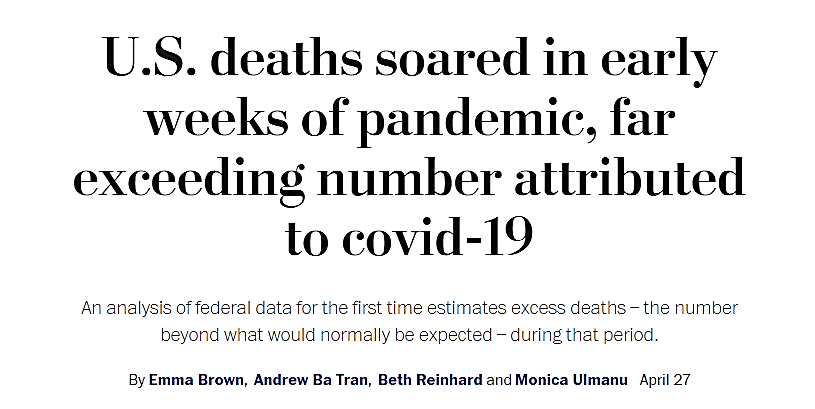 U.S. deaths soared in early
weeks of pandemic, far
exceeding number attributed
to covid-19
An analysis of federal data for the first time estimates excess deaths – the number
beyond what would normally be expected – during that period.
By Emma Brown, Andrew Ba Tran, Beth Reinhard and Monica Ulmanu April 27